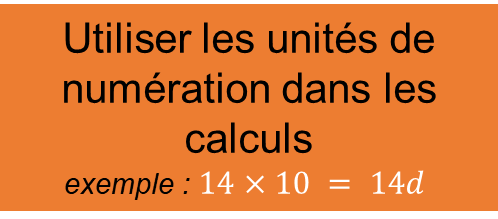 Utiliser les unités de
numération dans les
calculs
exemple : 14 × 10 = 14d